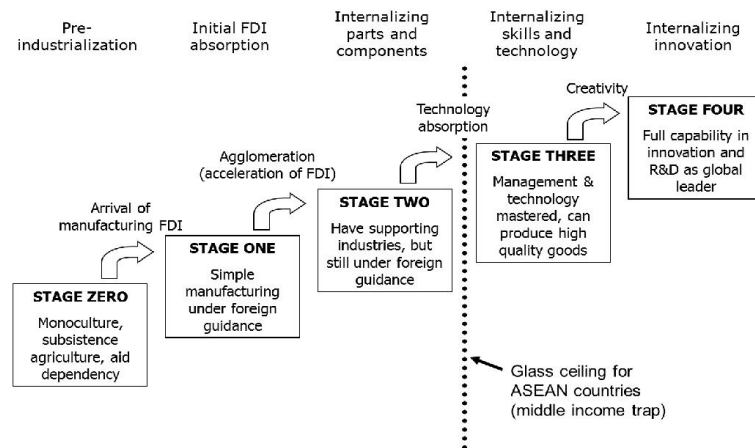 Pre-
industrialization
Initial FDI
absorption
Internalizing
parts and
components
Internalizing
skills and
technology
Internalizing
innovation
Arrival of
manufacturing FDI
Agglomeration
(acceleration of FDI)
Technology
absorption
Creativity
STAGE ZERO
Monoculture,
subsistence
agriculture, aid
dependency
STAGE ONE
Simple
manufacturing
under foreign
guidance
STAGE TWO
Have supporting
industries, but
still under foreign
guidance
STAGE THREE
Management &
technology
mastered, can
produce high
quality goods
STAGE FOUR
Full capability in
innovation and
R&D as global
leader
Glass ceiling for
ASEAN countries
(middle income trap)